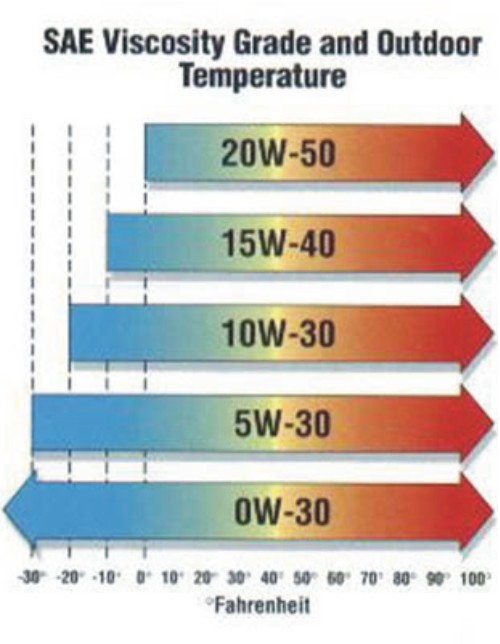 SAE Viscosity Grade and Outdoor
Temperature
20W-50
15W-40
10W-30
5W-30
0W-30
-30° -20° -10° 0° 10° 20° 30° 40° 50° 60° 70° 80° 90° 100°
°Fahrenheit